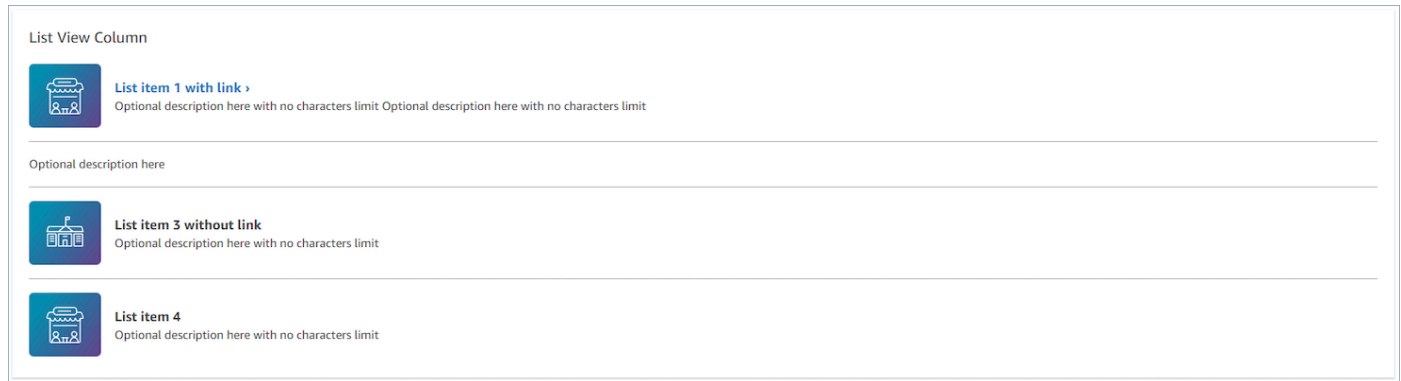 List View Column
List item 1 with link ›
Optional description here with no characters limit Optional description here with no characters limit
Optional description here
List item 3 without link
Optional description here with no characters limit
List item 4
Optional description here with no characters limit